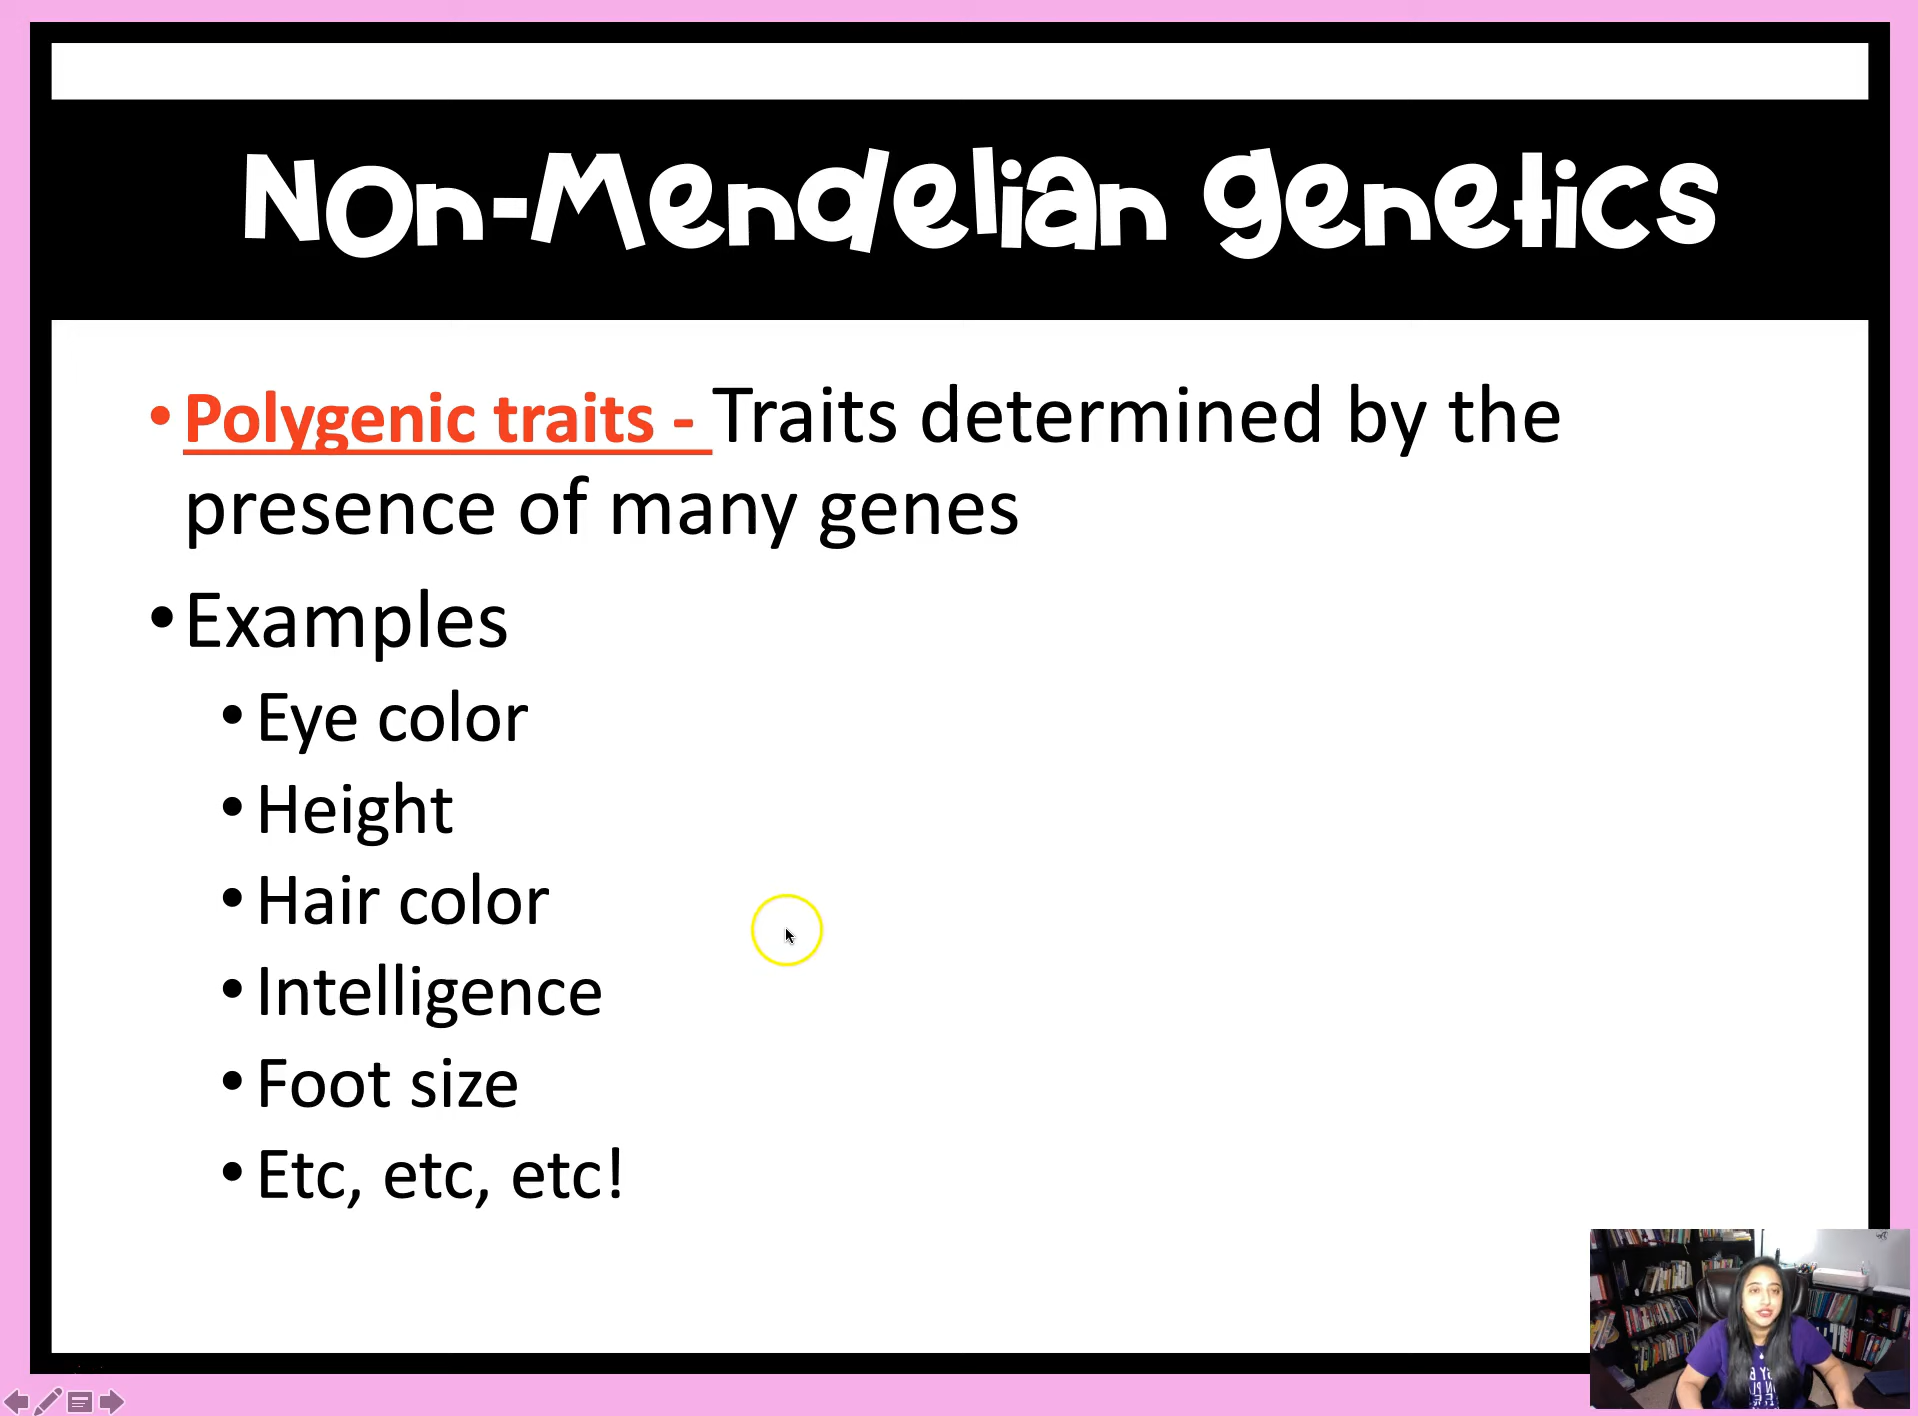 Non-Mendelian genetics
• Polygenic traits - Traits determined by the
presence of many genes
• Examples
• Eye color
• Height
• Hair color
• Intelligence
• Foot size
• Etc, etc, etc!